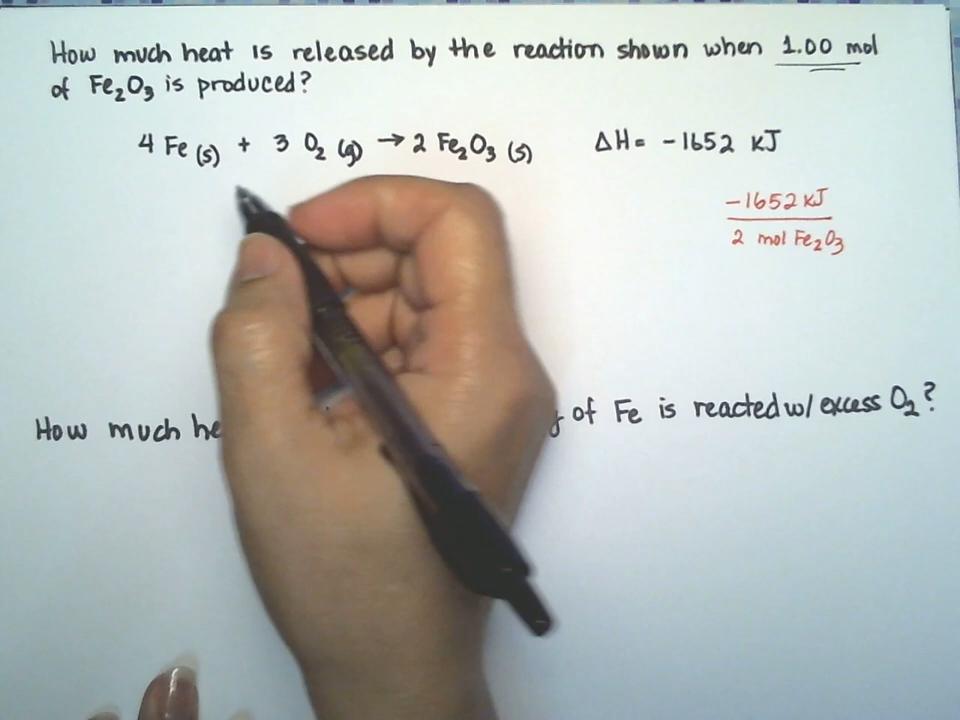 How much heat is released by the reaction shown when 1.00 mol
of Fe₂O₃ is produced?
4 Fe (s) + 3 O₂ (g) → 2 Fe₂O₃ (s) ΔH = -1652 kJ
-1652 kJ
2 mol Fe₂O₃
How much of Fe is reacted w/ excess O₂?